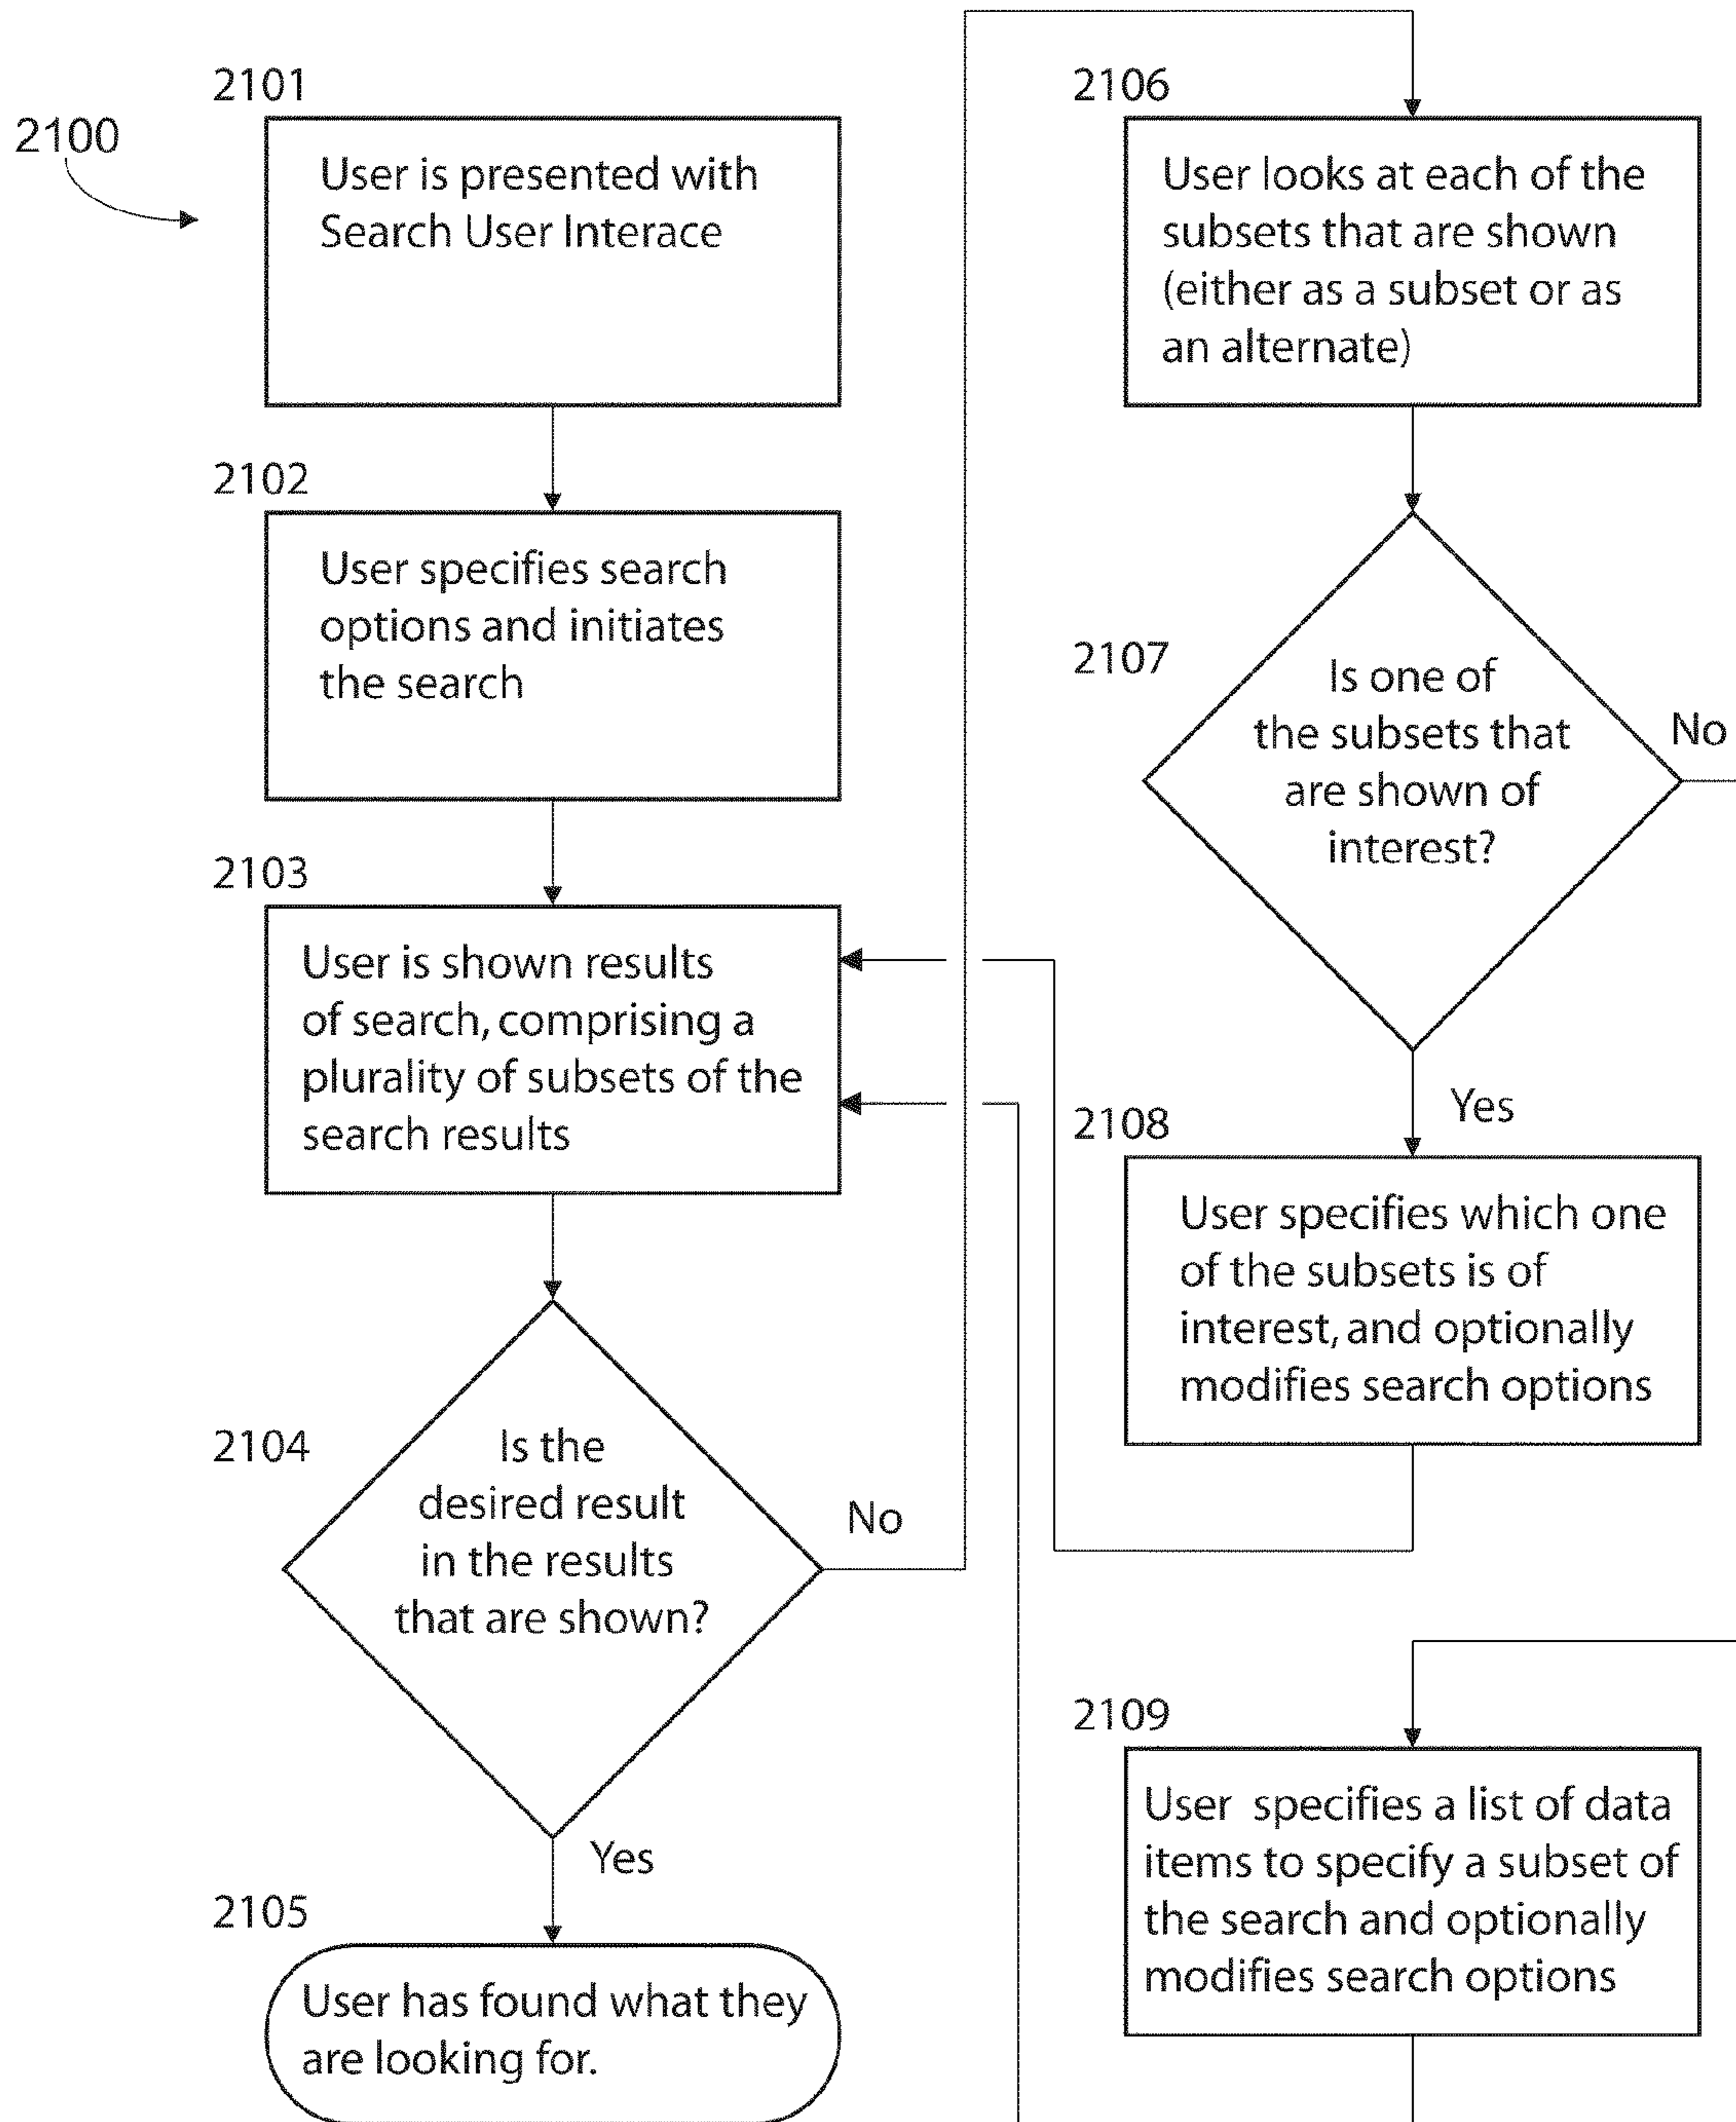 2100
2101
User is presented with
Search User Interace
2102
User specifies search
options and initiates
the search
2103
User is shown results
of search, comprising a
plurality of subsets of the
search results
2104
Is the
desired result
in the results
that are shown?
No
Yes
2105
User has found what they
are looking for.
2106
User looks at each of the
subsets that are shown
(either as a subset or as
an alternate)
2107
Is one of
the subsets that
are shown of
interest?
No
Yes
2108
User specifies which one
of the subsets is of
interest, and optionally
modifies search options
2109
User specifies a list of data
items to specify a subset of
the search and optionally
modifies search options